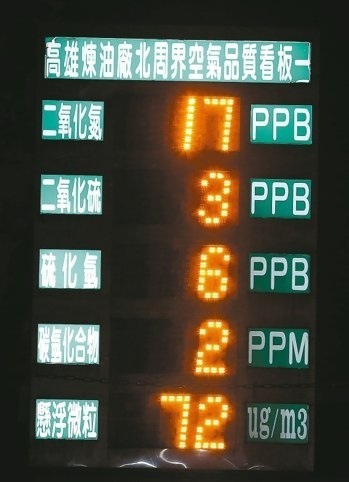 高雄煉油廠北周界空氣品質看板一
二氧化氮 17 PPB
二氧化硫 3 PPB
硫化氫 6 PPB
碳氫化合物 2 PPM
懸浮微粒 72 ug/m3